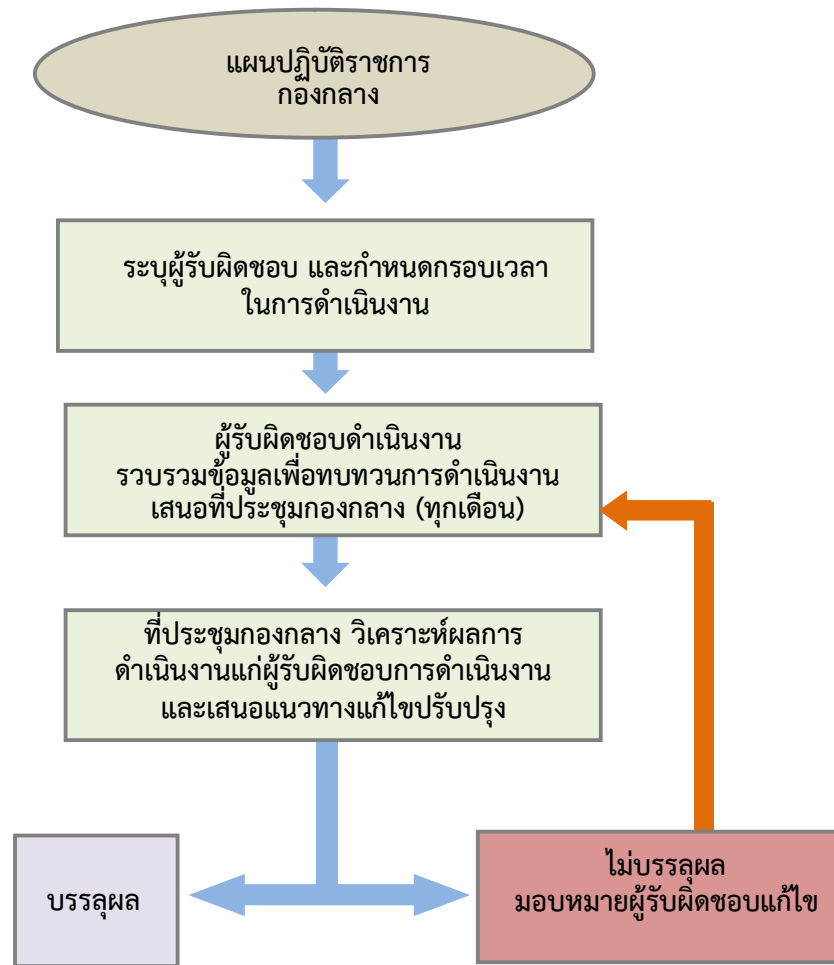 แผนปฏิบัติราชการ
กองกลาง
ระบุผู้รับผิดชอบ และกำหนดกรอบเวลา
ในการดำเนินงาน
ผู้รับผิดชอบดำเนินงาน
รวบรวมข้อมูลเพื่อทบทวนการดำเนินงาน
เสนอที่ประชุมกองกลาง (ทุกเดือน)
ที่ประชุมกองกลาง วิเคราะห์ผลการ
ดำเนินงานแก่ผู้รับผิดชอบการดำเนินงาน
และเสนอแนวทางแก้ไขปรับปรุง
บรรลุผล
ไม่บรรลุผล
มอบหมายผู้รับผิดชอบแก้ไข